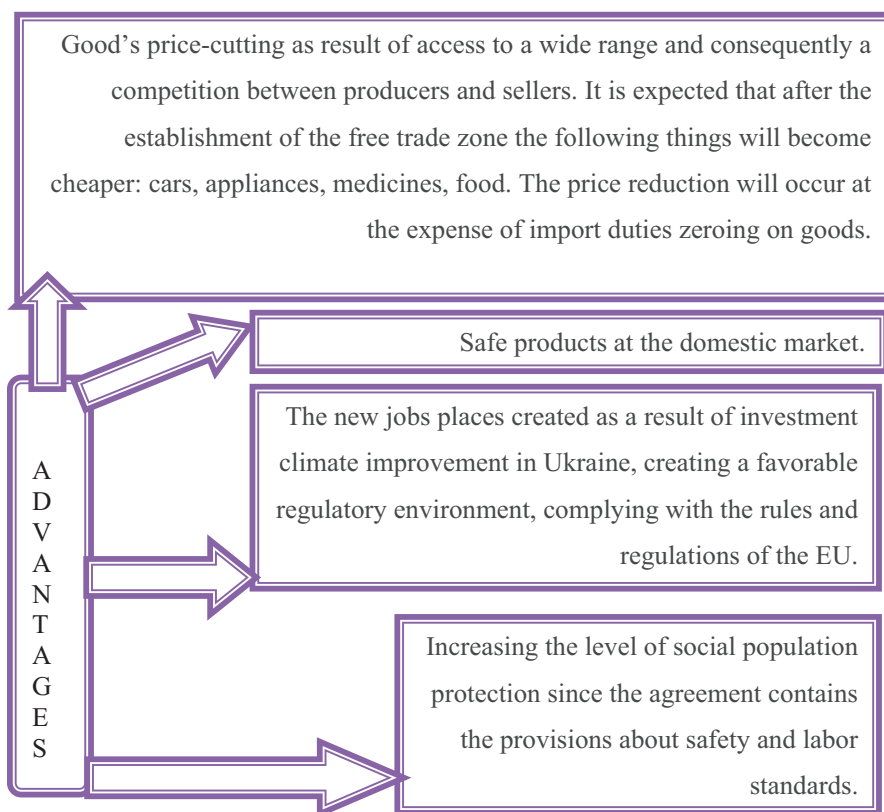 Good’s price-cutting as result of access to a wide range and consequently a
competition between producers and sellers. It is expected that after the
establishment of the free trade zone the following things will become
cheaper: cars, appliances, medicines, food. The price reduction will occur at
the expense of import duties zeroing on goods.
Safe products at the domestic market.
The new jobs places created as a result of investment
climate improvement in Ukraine, creating a favorable
regulatory environment, complying with the rules and
regulations of the EU.
Increasing the level of social population
protection since the agreement contains
the provisions about safety and labor
standards.
A
D
V
A
N
T
A
G
E
S